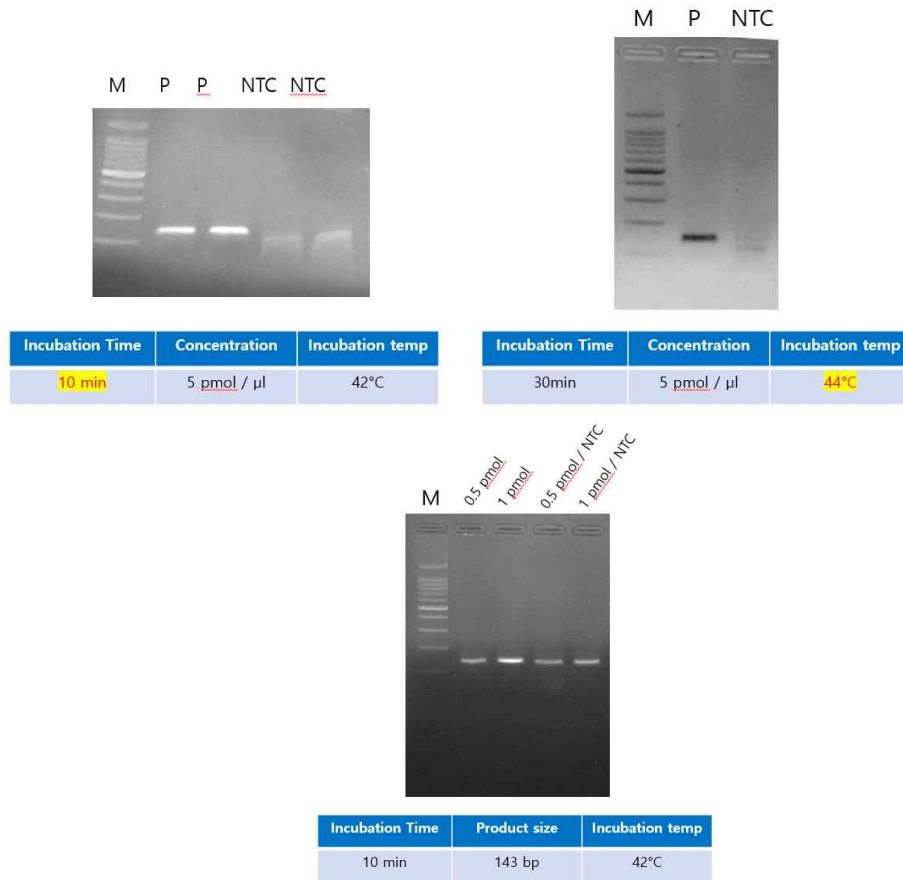 M P P NTC NTC
Incubation Time Concentration Incubation temp
10 min 5 pmol / μl 42°C
M P NTC
Incubation Time Concentration Incubation temp
30min 5 pmol / μl 44°C
M 0.5 pmol 1 pmol 0.5 pmol / NTC 1 pmol / NTC
Incubation Time Product size Incubation temp
10 min 143 bp 42°C